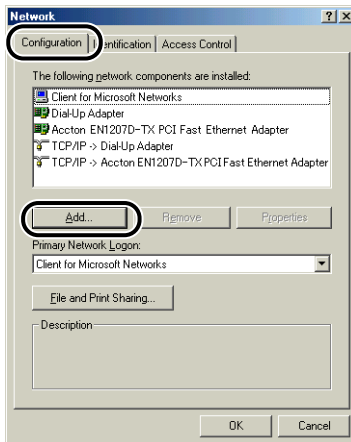 Network
Configuration Identification Access Control
The following network components are installed:
Client for Microsoft Networks
Dial-Up Adapter
Accton EN1207D-TX PCI Fast Ethernet Adapter
TCP/IP -> Dial-Up Adapter
TCP/IP -> Accton EN1207D-TX PCI Fast Ethernet Adapter
Add... Remove Properties
Primary Network Logon:
Client for Microsoft Networks
File and Print Sharing...
Description
OK Cancel